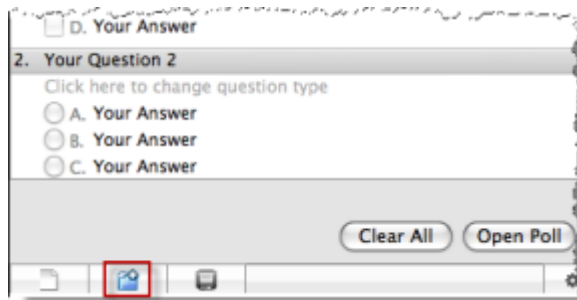 D. Your Answer
2. Your Question 2
Click here to change question type
A. Your Answer
B. Your Answer
C. Your Answer
Clear All Open Poll